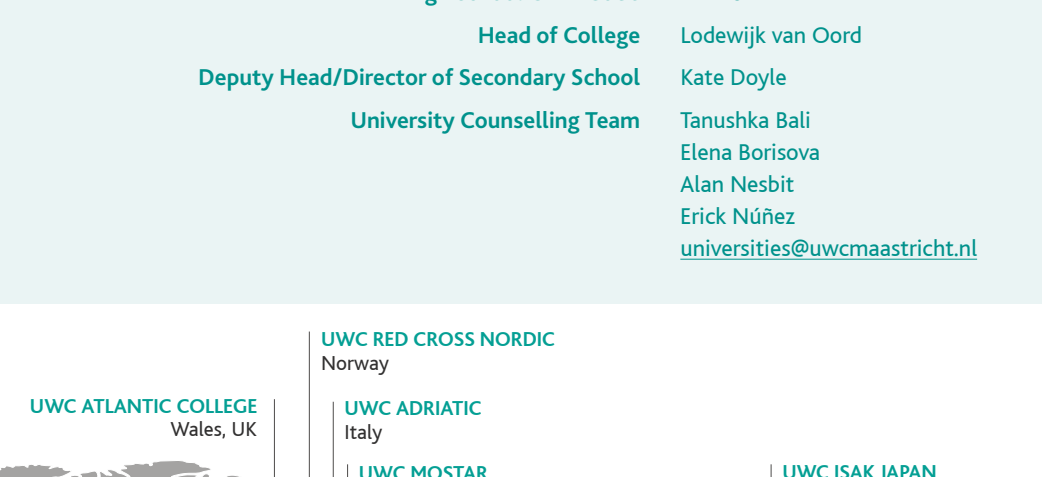 Head of College Lodewijk van Oord
Deputy Head/Director of Secondary School Kate Doyle
University Counselling Team Tanushka Bali
Elena Borisova
Alan Nesbit
Erick Núñez
universities@uwcmaastricht.nl
UWC RED CROSS NORDIC
Norway
UWC ATLANTIC COLLEGE
Wales, UK
UWC ADRIATIC
Italy
UWC MOSTAR
UWC ISAK JAPAN